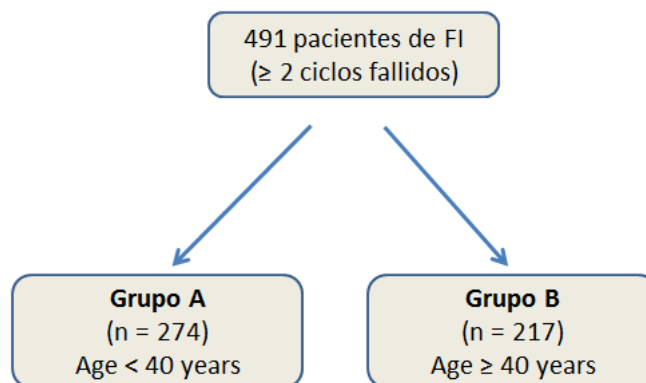 491 pacientes de FI
(≥ 2 ciclos fallidos)
Grupo A
(n = 274)
Age < 40 years
Grupo B
(n = 217)
Age ≥ 40 years